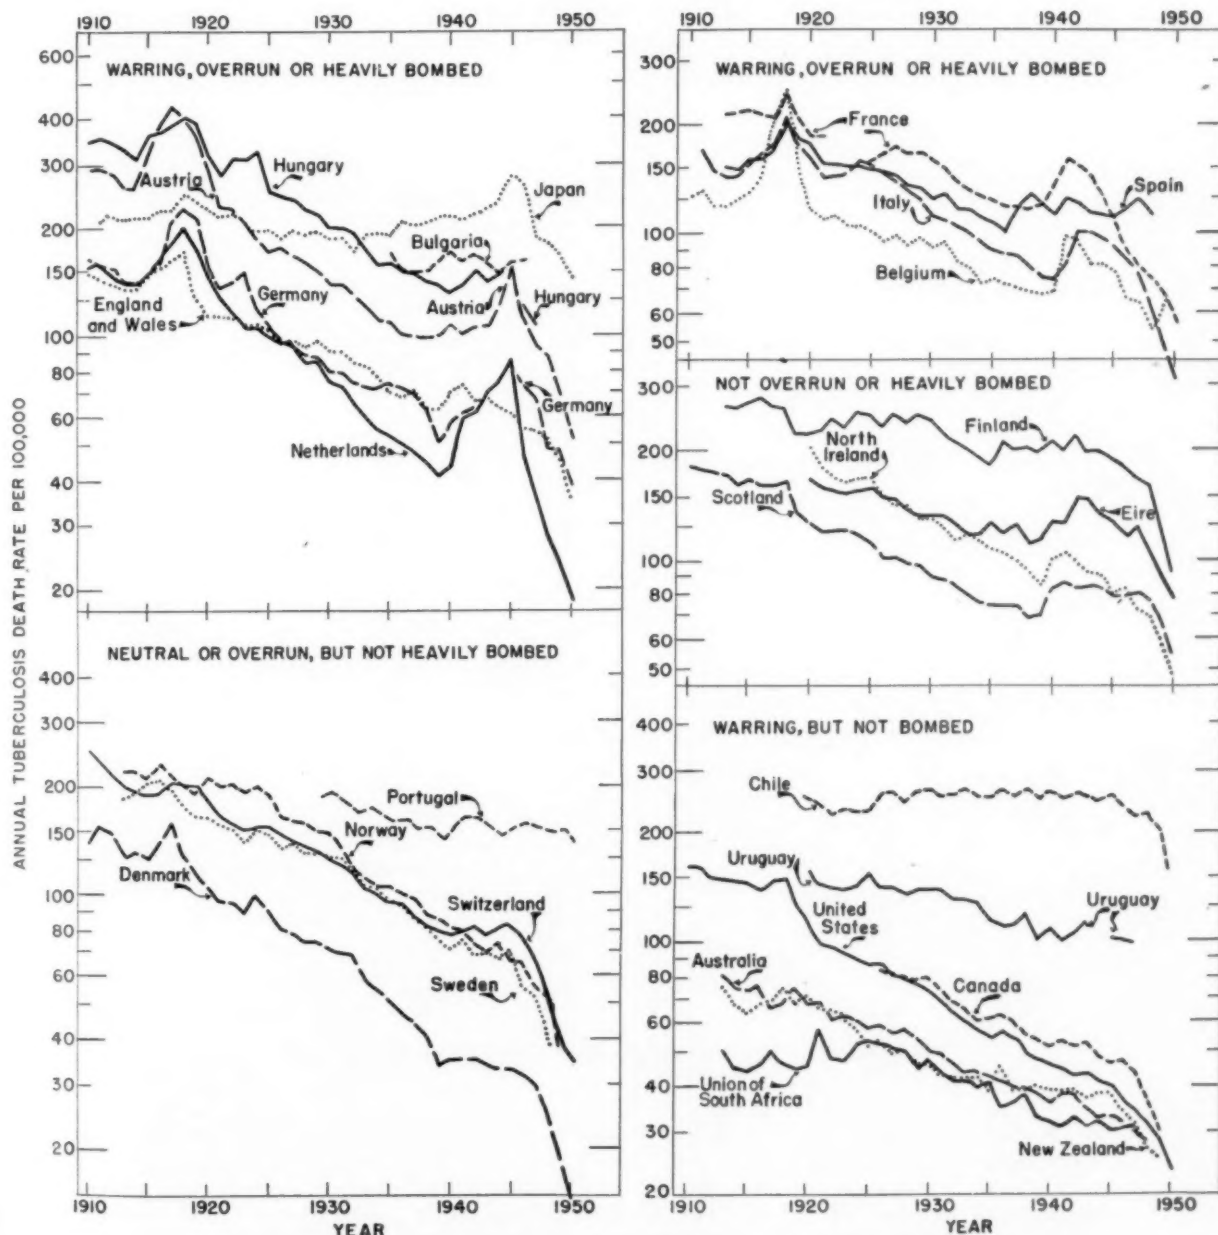 ANNUAL TUBERCULOSIS DEATH RATE PER 100,000
1910 1920 1930 1940 1950
600
400
300
200
150
100
80
60
40
30
20
WARRING, OVERRUN OR HEAVILY BOMBED
Hungary
Austria
Japan
Bulgaria
Germany
Austria
Hungary
England
and Wales
Germany
Netherlands
NEUTRAL OR OVERRUN, BUT NOT HEAVILY BOMBED
400
300
200
150
100
80
60
40
30
20
Portugal
Norway
Denmark
Switzerland
Sweden
1910 1920 1930 1940 1950
YEAR
1910 1920 1930 1940 1950
300
200
150
100
80
60
50
WARRING, OVERRUN OR HEAVILY BOMBED
France
Spain
Italy
Belgium
NOT OVERRUN OR HEAVILY BOMBED
300
200
150
100
80
60
50
Finland
North
Ireland
Scotland
Eire
WARRING, BUT NOT BOMBED
400
300
200
150
100
80
60
40
30
20
Chile
Uruguay
Uruguay
United
States
Australia
Canada
Union of
South Africa
New Zealand
1910 1920 1930 1940 1950
YEAR